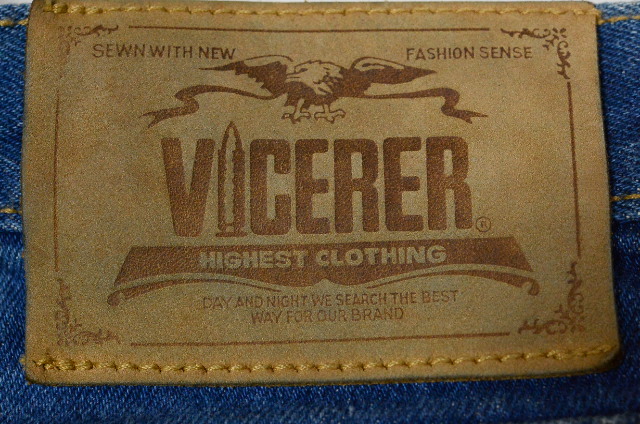 SEWN WITH NEW FASHION SENSE
VICERER®
HIGHEST CLOTHING
DAY AND NIGHT WE SEARCH THE BEST
WAY FOR OUR BRAND